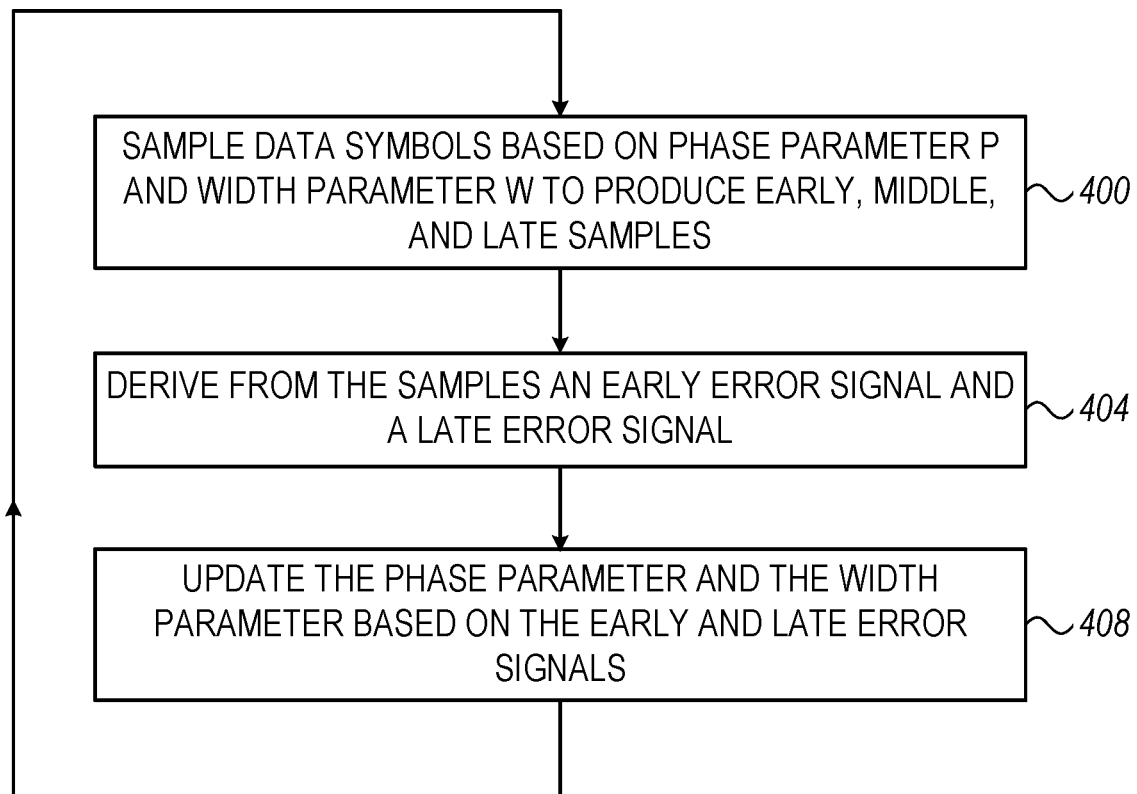 SAMPLE DATA SYMBOLS BASED ON PHASE PARAMETER P
AND WIDTH PARAMETER W TO PRODUCE EARLY, MIDDLE,
AND LATE SAMPLES
400
DERIVE FROM THE SAMPLES AN EARLY ERROR SIGNAL AND
A LATE ERROR SIGNAL
404
UPDATE THE PHASE PARAMETER AND THE WIDTH
PARAMETER BASED ON THE EARLY AND LATE ERROR
SIGNALS
408